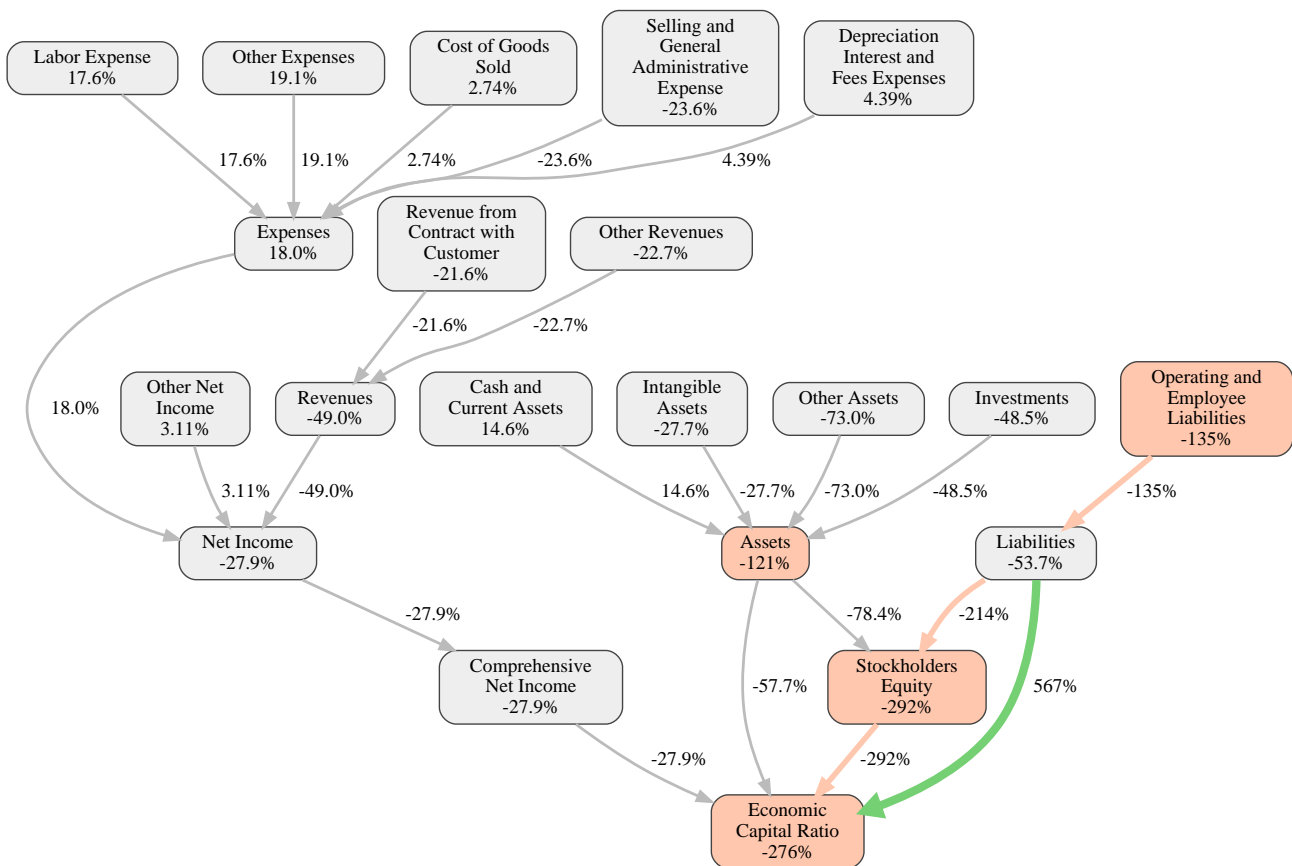 Labor Expense
17.6%
Other Expenses
19.1%
Cost of Goods
Sold
2.74%
Selling and
General
Administrative
Expense
-23.6%
Depreciation
Interest and
Fees Expenses
4.39%
17.6%
19.1%
2.74%
-23.6%
4.39%
Expenses
18.0%
Revenue from
Contract with
Customer
-21.6%
Other Revenues
-22.7%
-21.6%
-22.7%
18.0%
Other Net
Income
3.11%
Revenues
-49.0%
Cash and
Current Assets
14.6%
Intangible
Assets
-27.7%
Other Assets
-73.0%
Investments
-48.5%
Operating and
Employee
Liabilities
-135%
3.11%
-49.0%
14.6%
-27.7%
-73.0%
-48.5%
-135%
Net Income
-27.9%
Assets
-121%
Liabilities
-53.7%
-27.9%
-78.4%
-214%
Comprehensive
Net Income
-27.9%
-57.7%
Stockholders
Equity
-292%
567%
-27.9%
-292%
Economic
Capital Ratio
-276%